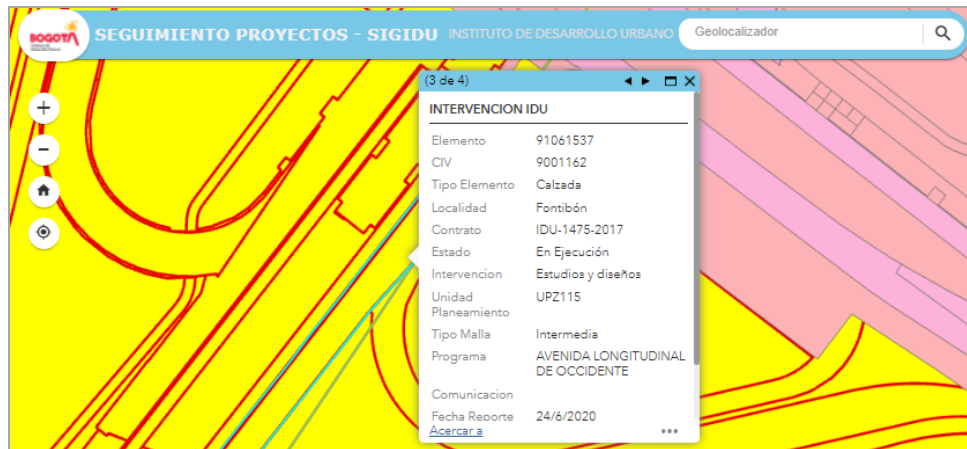 BOGOTÁ SEGUIMIENTO PROYECTOS - SIGIDU INSTITUTO DE DESARROLLO URBANO Geolocalizador
(3 de 4)
INTERVENCION IDU
Elemento 91061537
CIV 9001162
Tipo Elemento Calzada
Localidad Fontibón
Contrato IDU-1475-2017
Estado En Ejecución
Intervencion Estudios y diseños
Unidad UPZ115
Planeamiento
Tipo Malla Intermedia
Programa AVENIDA LONGITUDINAL
DE OCCIDENTE
Comunicacion
Fecha Reporte 24/6/2020
Acercar a